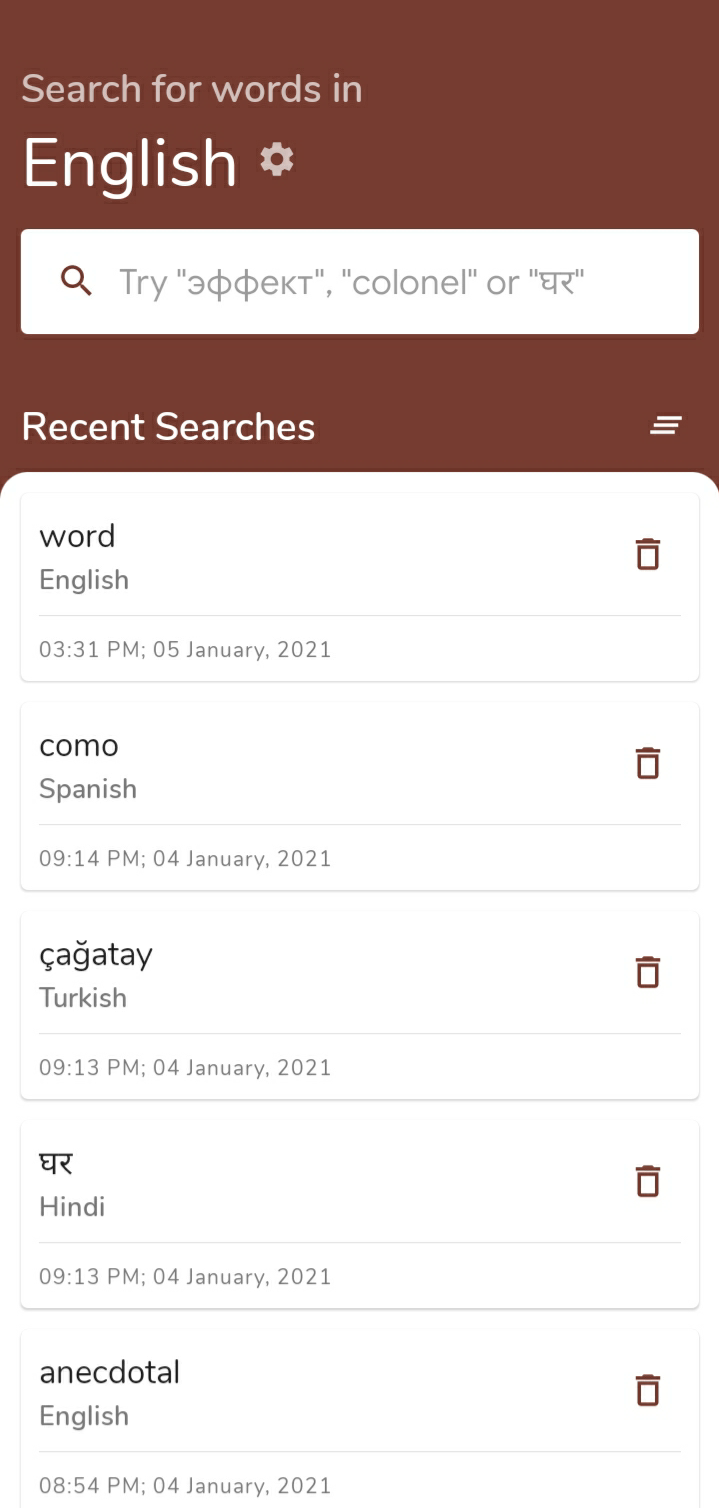 Search for words in
English
Try "эффект", "colonel" or "घर"
Recent Searches
word
English
03:31 PM; 05 January, 2021
como
Spanish
09:14 PM; 04 January, 2021
çağatay
Turkish
09:13 PM; 04 January, 2021
घर
Hindi
09:13 PM; 04 January, 2021
anecdotal
English
08:54 PM; 04 January, 2021